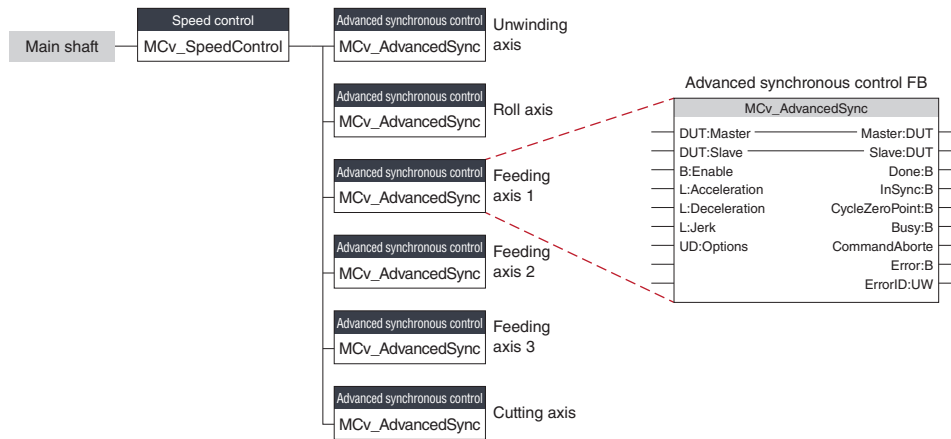 Main shaft
Speed control
MCv_SpeedControl
Advanced synchronous control
MCv_AdvancedSync
Unwinding
axis
Advanced synchronous control
MCv_AdvancedSync
Roll axis
Advanced synchronous control
MCv_AdvancedSync
Feeding
axis 1
Advanced synchronous control
MCv_AdvancedSync
Feeding
axis 2
Advanced synchronous control
MCv_AdvancedSync
Feeding
axis 3
Advanced synchronous control
MCv_AdvancedSync
Cutting axis
Advanced synchronous control FB
MCv_AdvancedSync
DUT:Master Master:DUT
DUT:Slave Slave:DUT
B:Enable Done:B
L:Acceleration InSync:B
L:Deceleration CycleZeroPoint:B
L:Jerk Busy:B
UD:Options CommandAborte
Error:B
ErrorID:UW